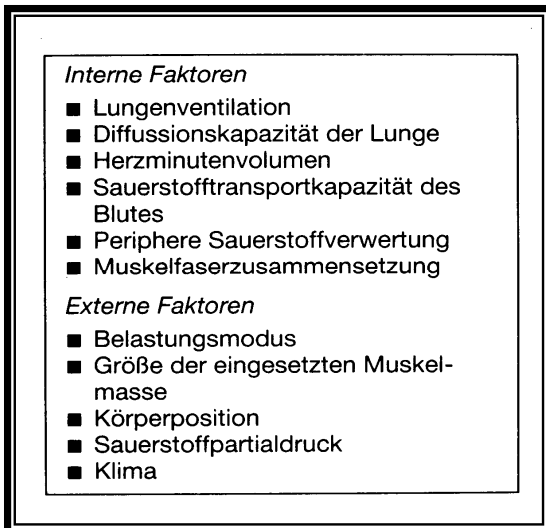 Interne Faktoren
■ Lungenventilation
■ Diffussionskapazität der Lunge
■ Herzminutenvolumen
■ Sauerstofftransportkapazität des
Blutes
■ Periphere Sauerstoffverwertung
■ Muskelfaserzusammensetzung
Externe Faktoren
■ Belastungsmodus
■ Größe der eingesetzten Muskel-
masse
■ Körperposition
■ Sauerstoffpartialdruck
■ Klima